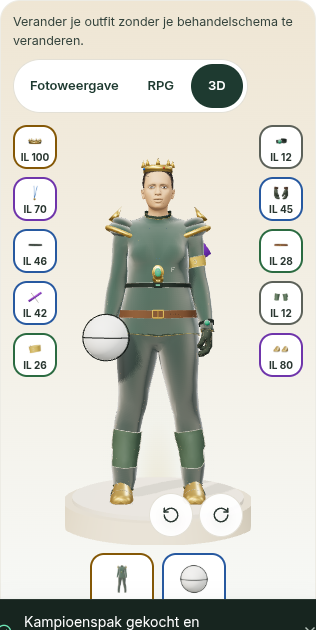 Verander je outfit zonder je behandelschema te
veranderen.
Fotoweergave RPG 3D
IL 100 IL 12
IL 70 IL 45
IL 46 IL 28
IL 42 IL 12
IL 26 IL 80
F
Kampioenspak gekocht en